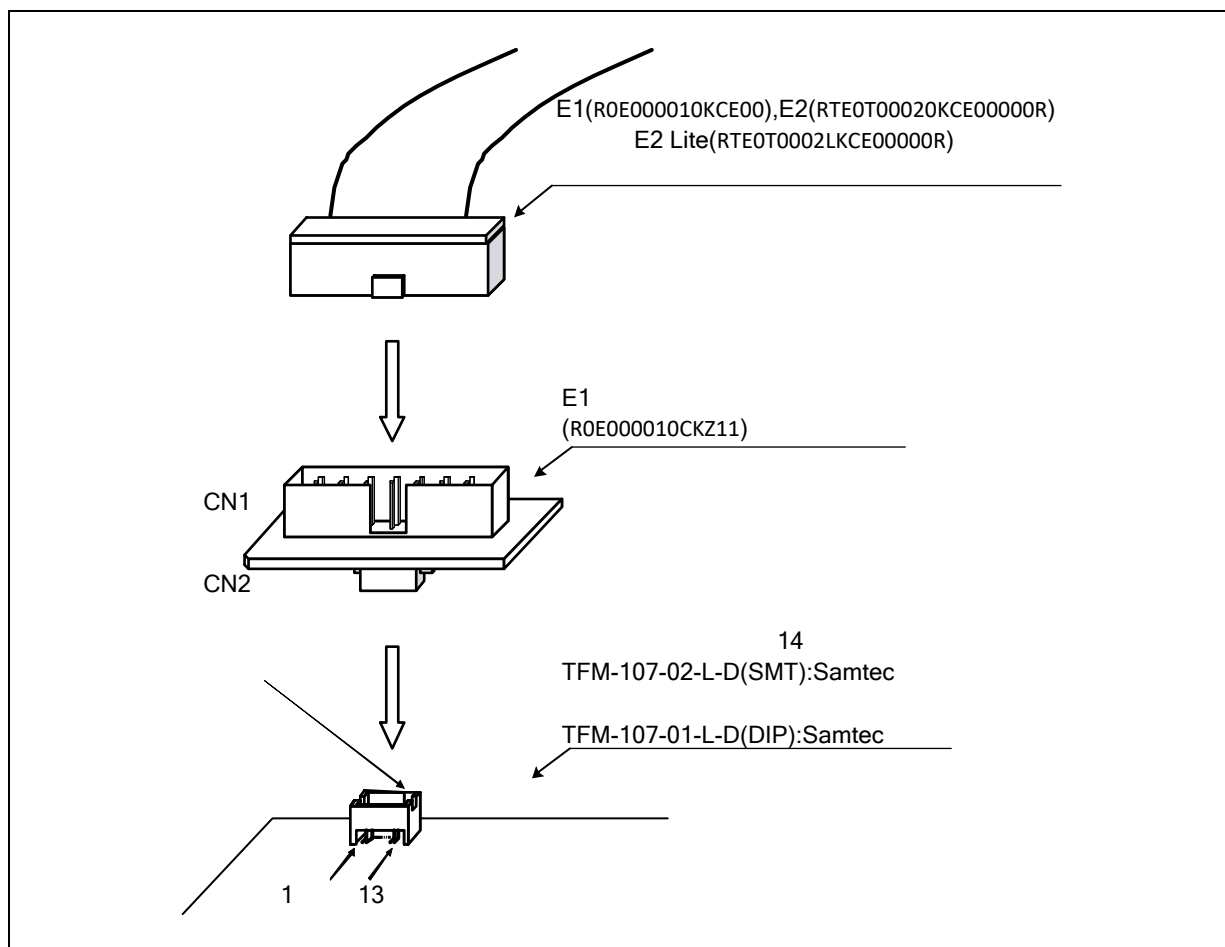 E1(R0E000010KCE00),E2(RTE0T00020KCE00000R)
E2 Lite(RTE0T0002LKCE00000R)
E1
(R0E000010CKZ11)
CN1
CN2
14
TFM-107-02-L-D(SMT):Samtec
TFM-107-01-L-D(DIP):Samtec
1
13